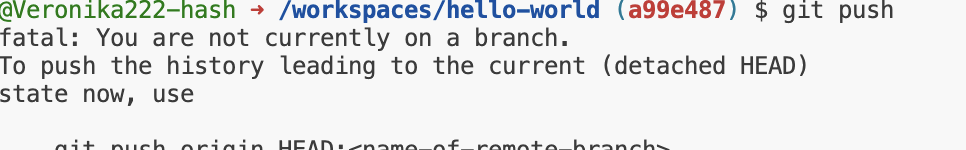 @Veronika222-hash → /workspaces/hello-world (a99e487) $ git push
fatal: You are not currently on a branch.
To push the history leading to the current (detached HEAD)
state now, use
git push origin HEAD:<name-of-remote-branch>